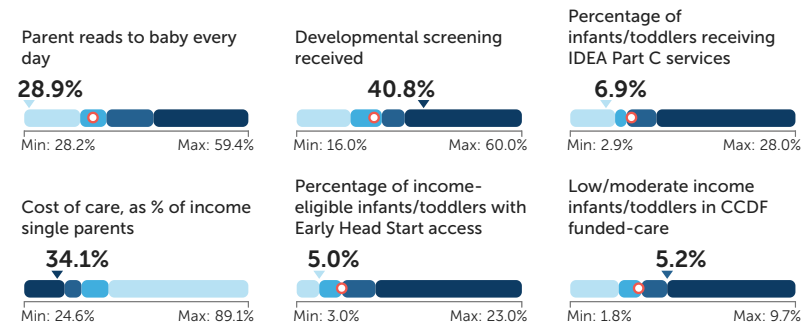 Parent reads to baby every
day
28.9%
Min: 28.2% Max: 59.4%
Developmental screening
received
40.8%
Min: 16.0% Max: 60.0%
Percentage of
infants/toddlers receiving
IDEA Part C services
6.9%
Min: 2.9% Max: 28.0%
Cost of care, as % of income
single parents
34.1%
Min: 24.6% Max: 89.1%
Percentage of income-
eligible infants/toddlers with
Early Head Start access
5.0%
Min: 3.0% Max: 23.0%
Low/moderate income
infants/toddlers in CCDF
funded-care
5.2%
Min: 1.8% Max: 9.7%